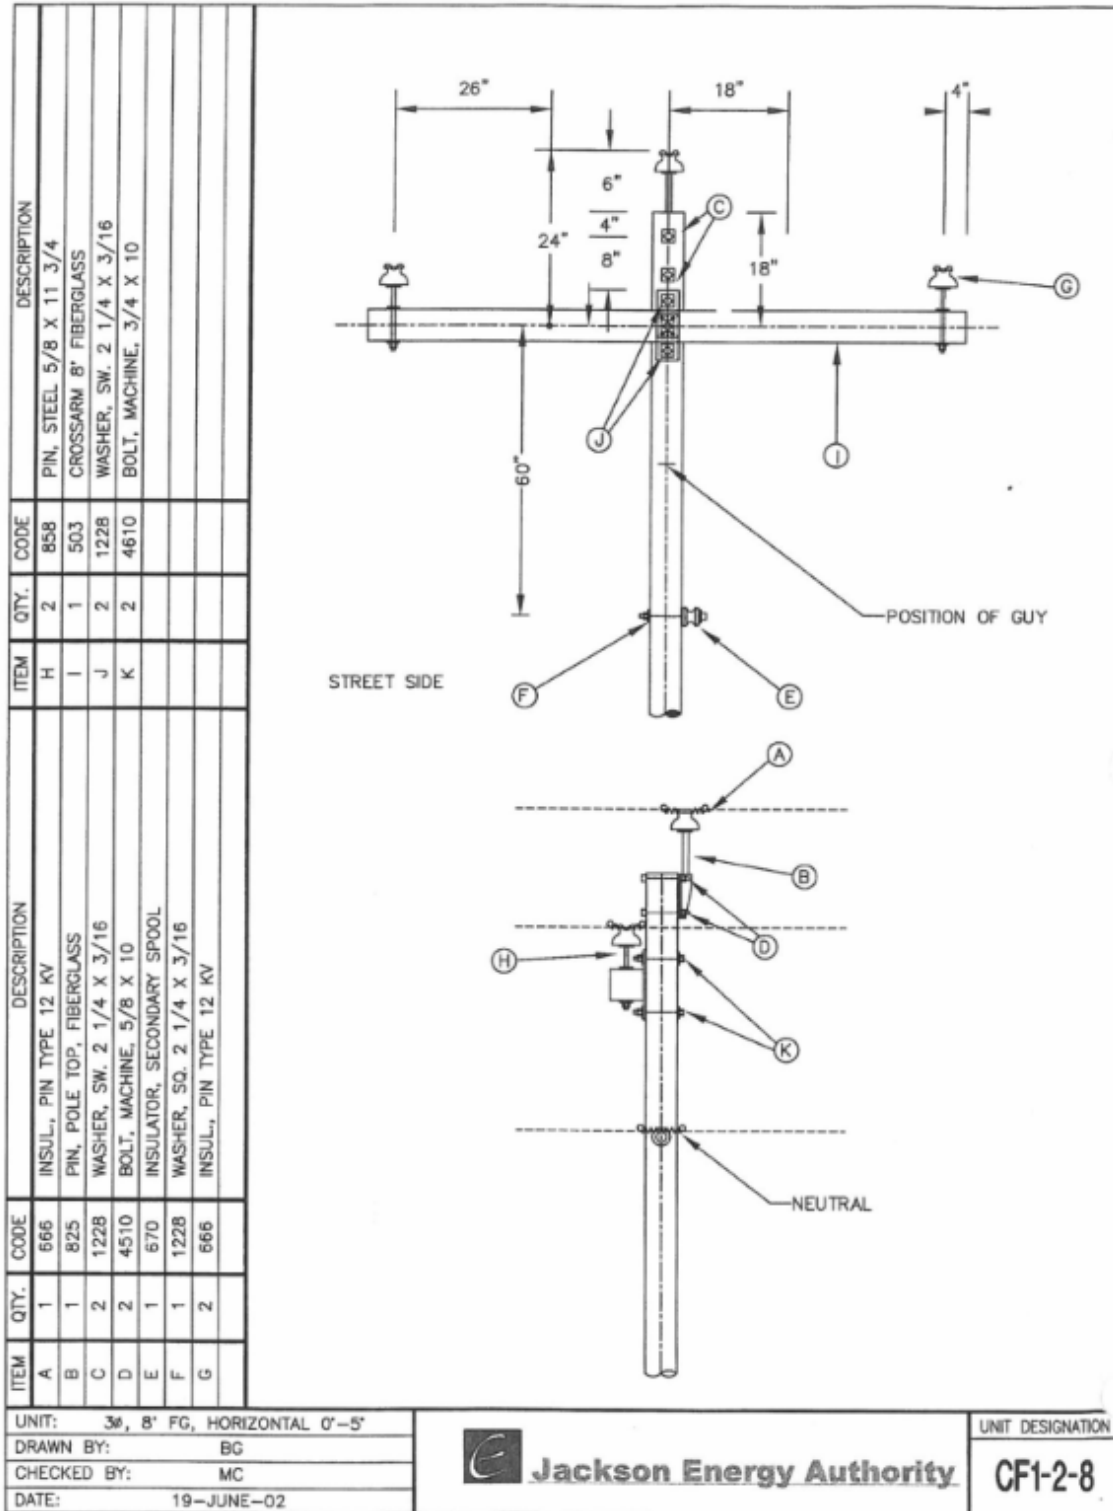 ITEM QTY. CODE DESCRIPTION ITEM QTY. CODE DESCRIPTION
A 1 666 INSUL., PIN TYPE 12 KV H 2 858 PIN, STEEL 5/8 X 11 3/4
B 1 825 PIN, POLE TOP, FIBERGLASS I 1 503 CROSSARM 8' FIBERGLASS
C 2 1228 WASHER, SW. 2 1/4 X 3/16 J 2 1228 WASHER, SW. 2 1/4 X 3/16
D 2 4510 BOLT, MACHINE, 5/8 X 10 K 2 4610 BOLT, MACHINE, 3/4 X 10
E 1 670 INSULATOR, SECONDARY SPOOL
F 1 1228 WASHER, SQ. 2 1/4 X 3/16
G 2 666 INSUL., PIN TYPE 12 KV
26" 18" 4"
6"
C
4"
24"
8"
18"
G
J
I
60"
POSITION OF GUY
STREET SIDE
F E
A
B
D
H
K
NEUTRAL
UNIT: 3ø, 8' FG, HORIZONTAL 0°-5°
DRAWN BY: BG
CHECKED BY: MC
DATE: 19-JUNE-02
Jackson Energy Authority
UNIT DESIGNATION
CF1-2-8